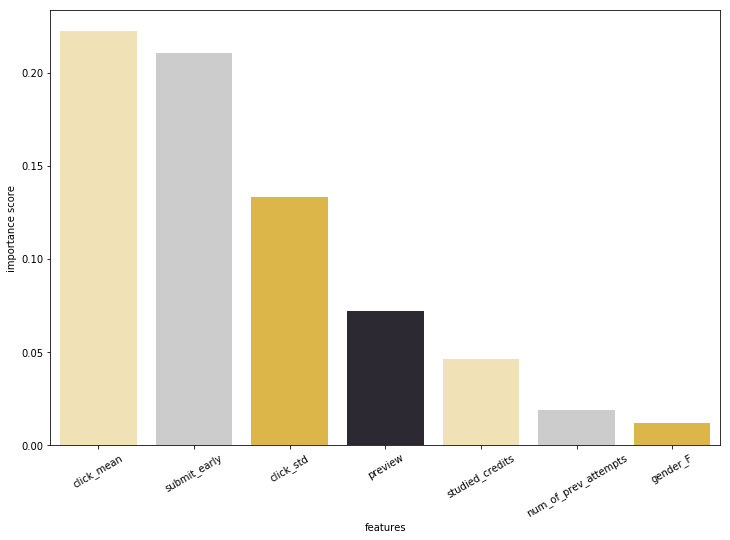 0.20
0.15
0.10
0.05
0.00
importance score
click_mean
submit_early
click_std
preview
studied_credits
num_of_prev_attempts
gender_F
features